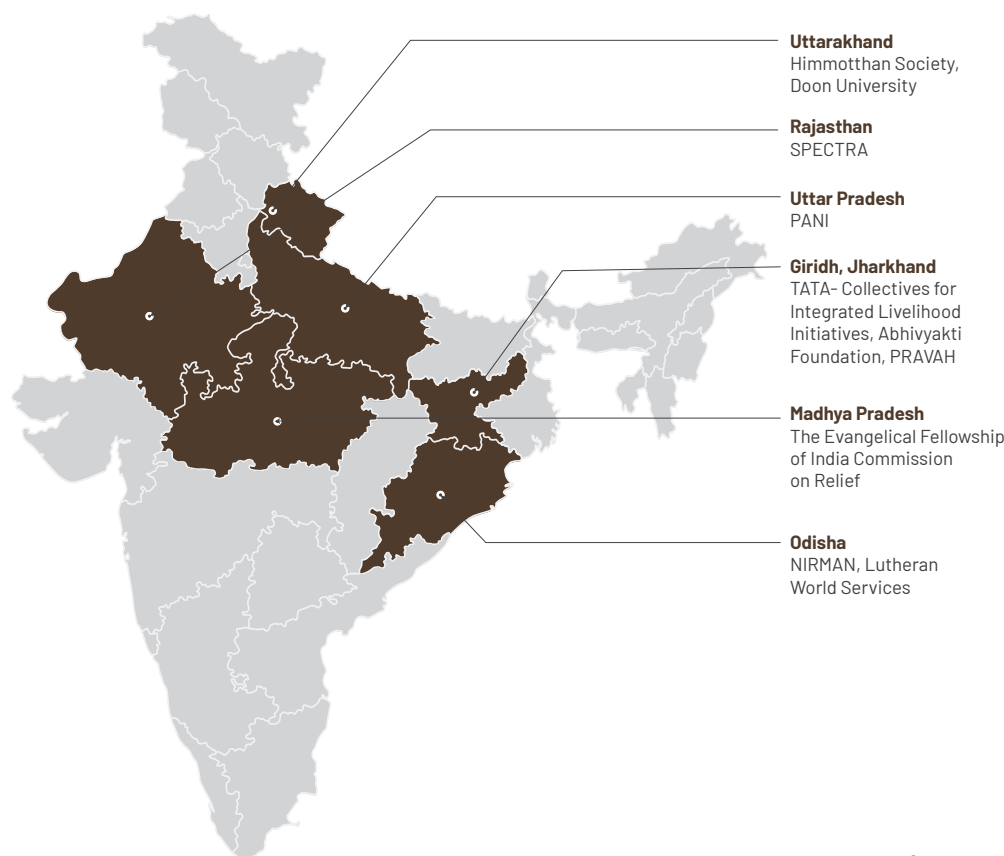 Uttarakhand
Himmotthan Society,
Doon University
Rajasthan
SPECTRA
Uttar Pradesh
PANI
Giridh, Jharkhand
TATA- Collectives for
Integrated Livelihood
Initiatives, Abhivyakti
Foundation, PRAVAH
Madhya Pradesh
The Evangelical Fellowship
of India Commission
on Relief
Odisha
NIRMAN, Lutheran
World Services